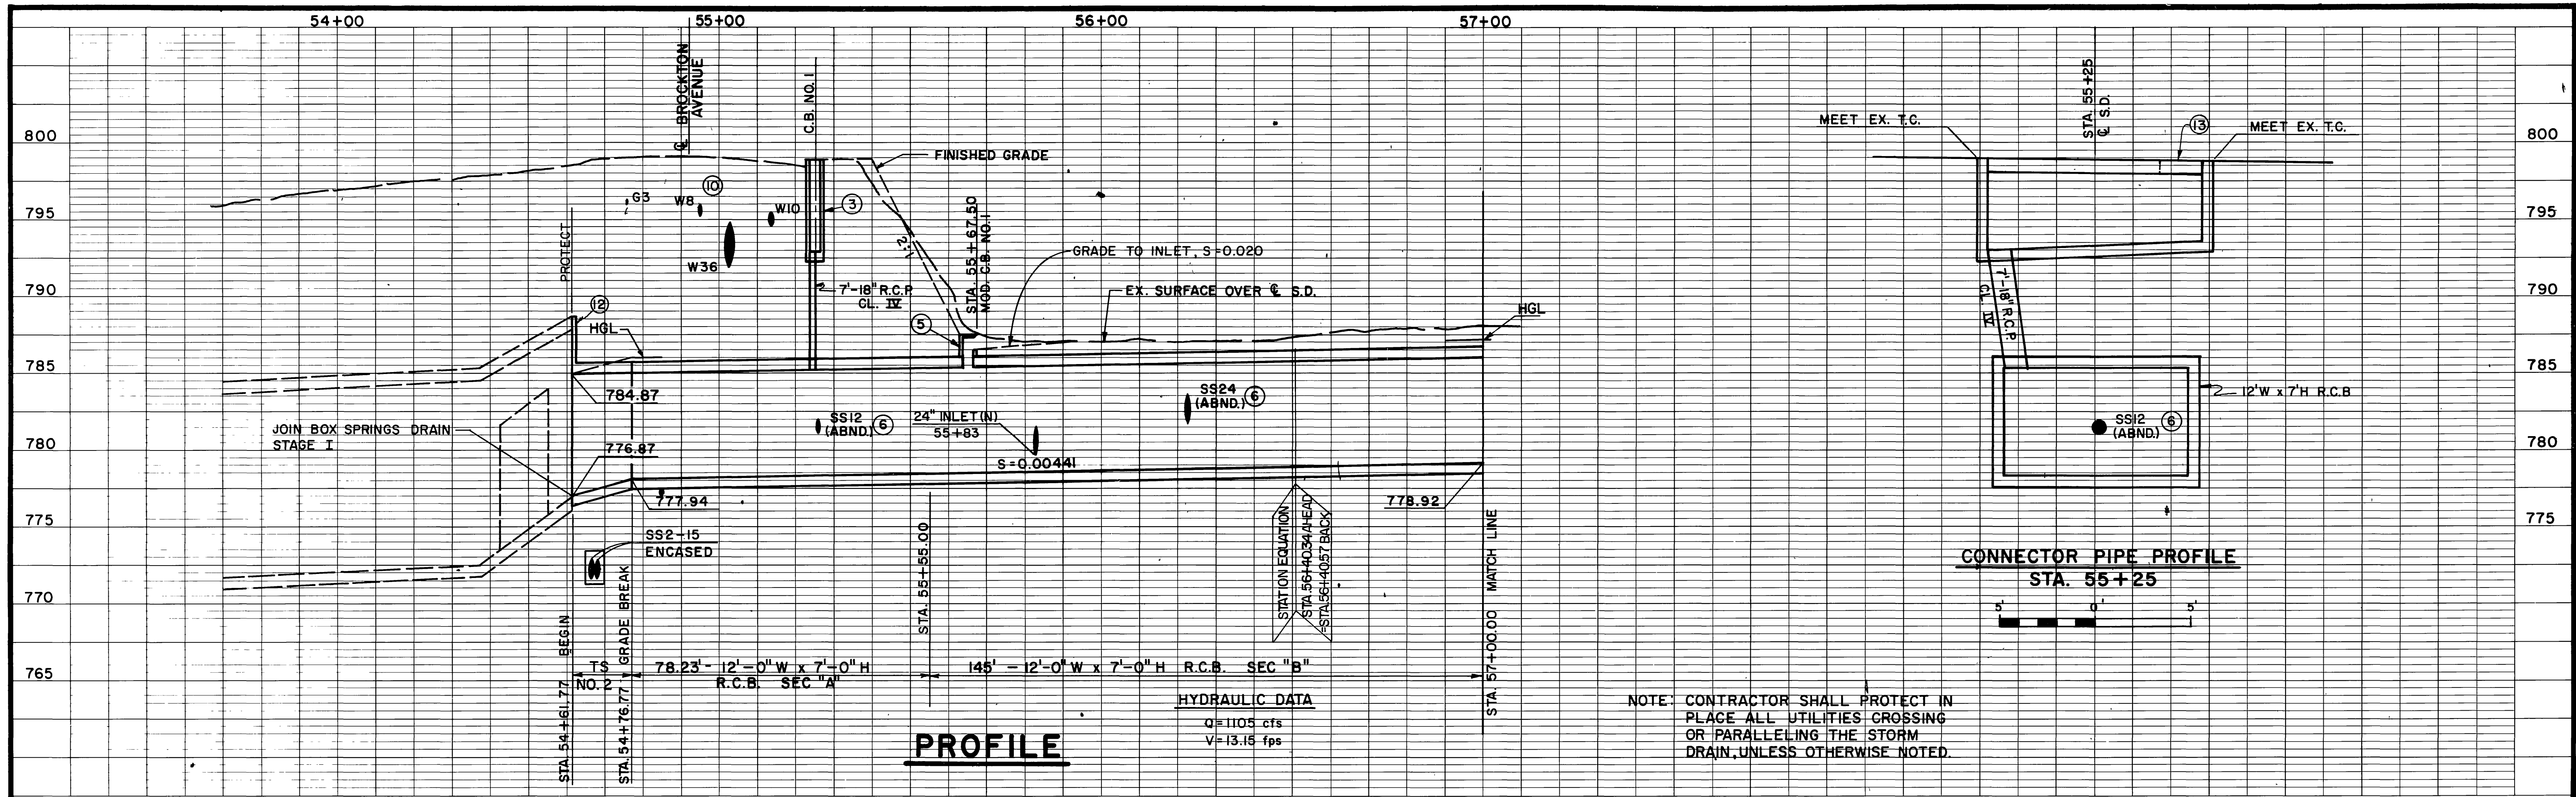 54+00
55+00
56+00
57+00
℄ BROCKTON
AVENUE
C.B. NO.1
STA. 55+25
℄ S.D.
800
800
MEET EX. T.C.
13
MEET EX. T.C.
FINISHED GRADE
G3
W8
10
W10
3
W36
795
795
PROTECT
2:1
STA. 55+67.50
MOD. C.B. NO.1
GRADE TO INLET, S=0.020
7'-18" R.C.P.
CL. IV
EX. SURFACE OVER ℄ S.D.
790
790
12
HGL
5
HGL
7'-18" R.C.P.
CL. IV
785
785
784.87
SS12
(ABND.) 6
24" INLET (N)
55+83
SS24
(ABND.) 6
12'W x 7'H R.C.B
SS12
(ABND.) 6
JOIN BOX SPRINGS DRAIN
STAGE I
780
780
776.87
S=0.00441
777.94
778.92
775
775
SS2-15
ENCASED
STA. 55+55.00
STATION EQUATION
STA.56+40.34 AHEAD
=STA.56+40.57 BACK
STA. 57+00.00 MATCH LINE
CONNECTOR PIPE PROFILE
STA. 55+25
5' 0' 5'
770
765
STA. 54+61.77 BEGIN
STA. 54+76.77 GRADE BREAK
TS
NO. 2
78.23'- 12'-0" W x 7'-0" H
R.C.B. SEC "A"
145' - 12'-0" W x 7'-0" H R.C.B. SEC "B"
HYDRAULIC DATA
Q=1105 cfs
V=13.15 fps
PROFILE
NOTE: CONTRACTOR SHALL PROTECT IN
PLACE ALL UTILITIES CROSSING
OR PARALLELING THE STORM
DRAIN, UNLESS OTHERWISE NOTED.